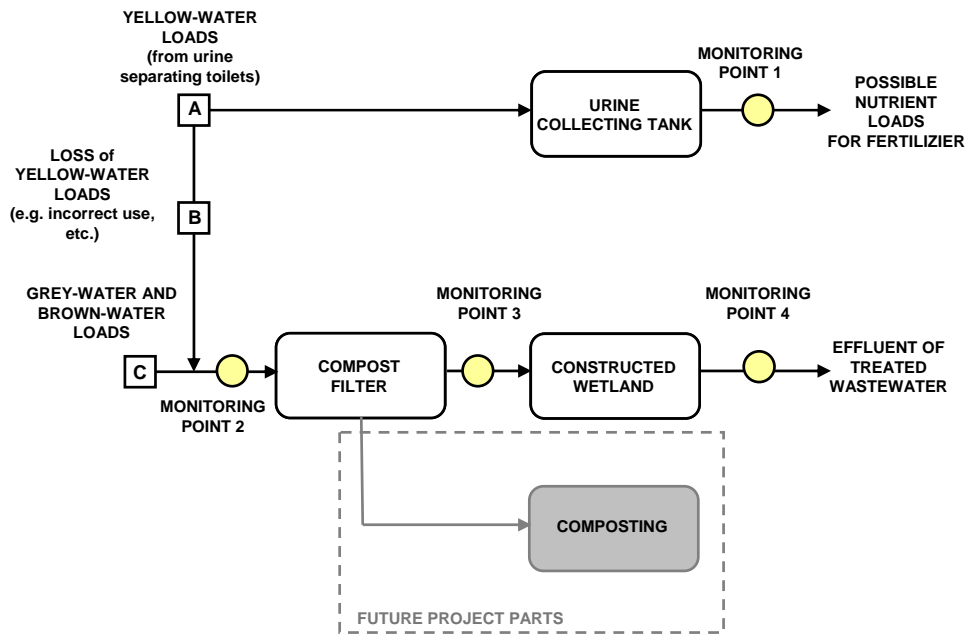 YELLOW-WATER
LOADS
(from urine
separating toilets)
MONITORING
POINT 1
A
URINE
COLLECTING TANK
POSSIBLE
NUTRIENT
LOADS
FOR FERTILIZIER
LOSS of
YELLOW-WATER
LOADS
(e.g. incorrect use,
etc.)
B
GREY-WATER AND
BROWN-WATER
LOADS
MONITORING
POINT 3
MONITORING
POINT 4
C
MONITORING
POINT 2
COMPOST
FILTER
CONSTRUCTED
WETLAND
EFFLUENT OF
TREATED
WASTEWATER
COMPOSTING
FUTURE PROJECT PARTS